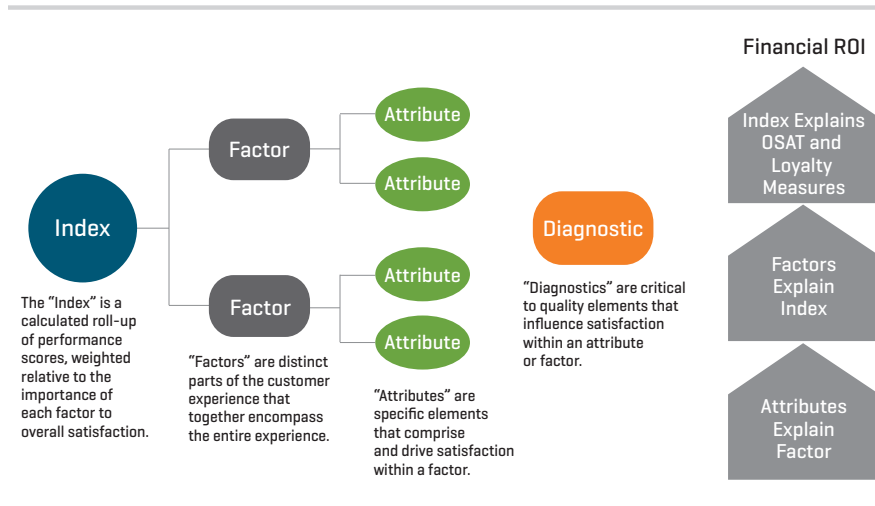 Index
The “Index” is a
calculated roll-up
of performance
scores, weighted
relative to the
importance of
each factor to
overall satisfaction.
Factor
Factor
“Factors” are distinct
parts of the customer
experience that
together encompass
the entire experience.
Attribute
Attribute
Attribute
Attribute
“Attributes” are
specific elements
that comprise
and drive satisfaction
within a factor.
Diagnostic
“Diagnostics” are critical
to quality elements that
influence satisfaction
within an attribute
or factor.
Financial ROI
Index Explains
OSAT and
Loyalty
Measures
Factors
Explain
Index
Attributes
Explain
Factor